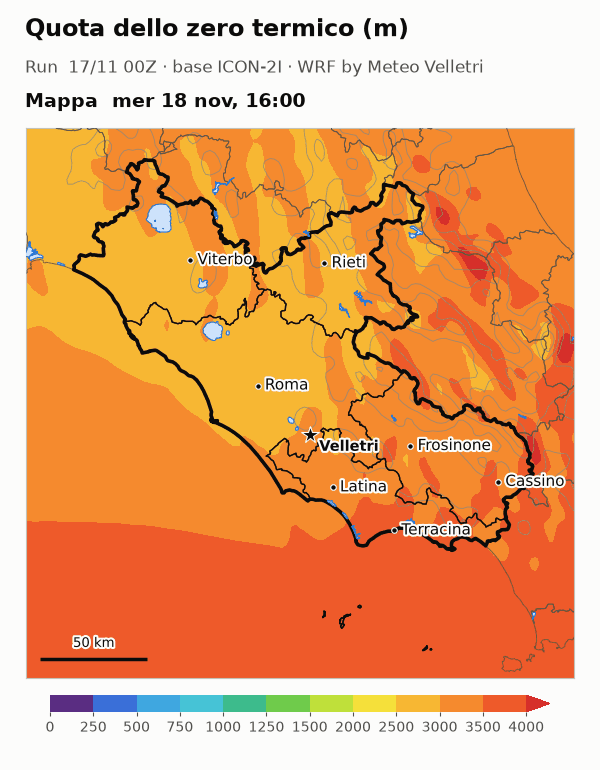 Quota dello zero termico (m)
Run  17/11 00Z · base ICON-2I · WRF by Meteo Velletri
Mappa  mer 18 nov, 16:00
Viterbo
Rieti
Roma
Velletri
Frosinone
Cassino
Latina
Terracina
50 km
0 250 500 750 1000 1250 1500 2000 2500 3000 3500 4000